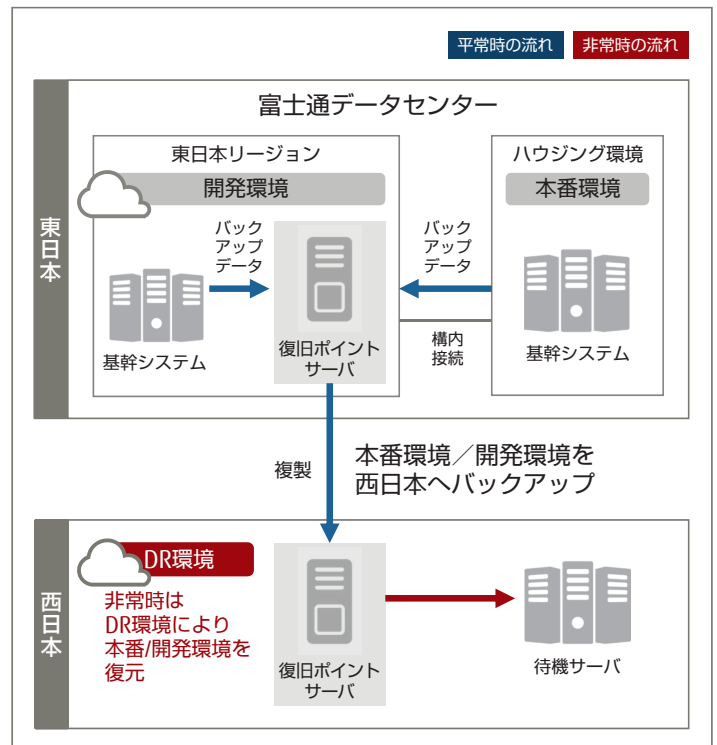 平常時の流れ
非常時の流れ
東日本
富士通データセンター
東日本リージョン
開発環境
ハウジング環境
本番環境
バック
アップ
データ
バック
アップ
データ
基幹システム
復旧ポイント
サーバ
構内
接続
基幹システム
複製
本番環境／開発環境を
西日本へバックアップ
西日本
DR環境
非常時は
DR環境により
本番/開発環境を
復元
復旧ポイント
サーバ
待機サーバ